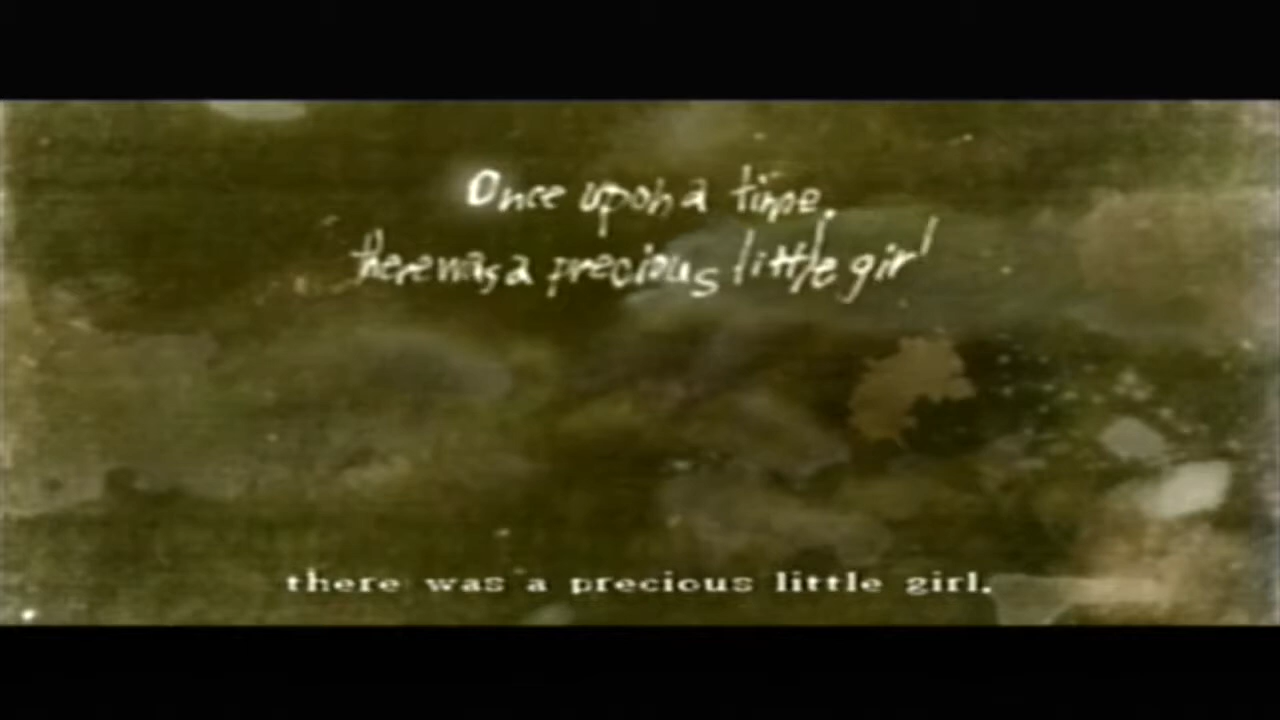 Once upon a time,
there was a precious little girl
there was a precious little girl.